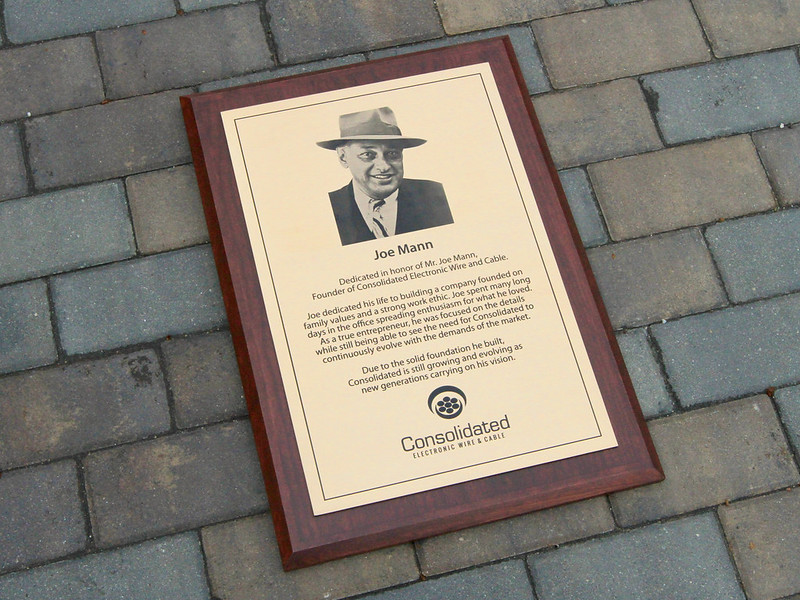 Joe Mann
Dedicated in honor of Mr. Joe Mann,
Founder of Consolidated Electronic Wire and Cable.
Joe dedicated his life to building a company founded on
family values and a strong work ethic. Joe spent many long
days in the office spreading enthusiasm for what he loved.
As a true entrepreneur, he was focused on the details
while still being able to see the need for Consolidated to
continuously evolve with the demands of the market.
Due to the solid foundation he built,
Consolidated is still growing and evolving as
new generations carrying on his vision.
Consolidated
ELECTRONIC WIRE & CABLE